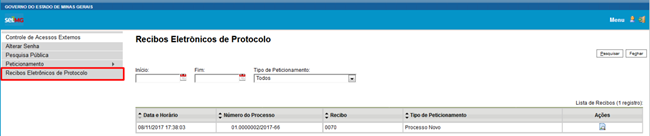 GOVERNO DO ESTADO DE MINAS GERAIS
seiMG
Menu
Controle de Acessos Externos
Alterar Senha
Pesquisa Pública
Peticionamento
Recibos Eletrônicos de Protocolo
Recibos Eletrônicos de Protocolo
Pesquisar Fechar
Início: Fim: Tipo de Peticionamento:
Todos
Lista de Recibos (1 registro)
Data e Horário Número do Processo Recibo Tipo de Peticionamento Ações
08/11/2017 17:38:03 01.0000002/2017-66 0070 Processo Novo